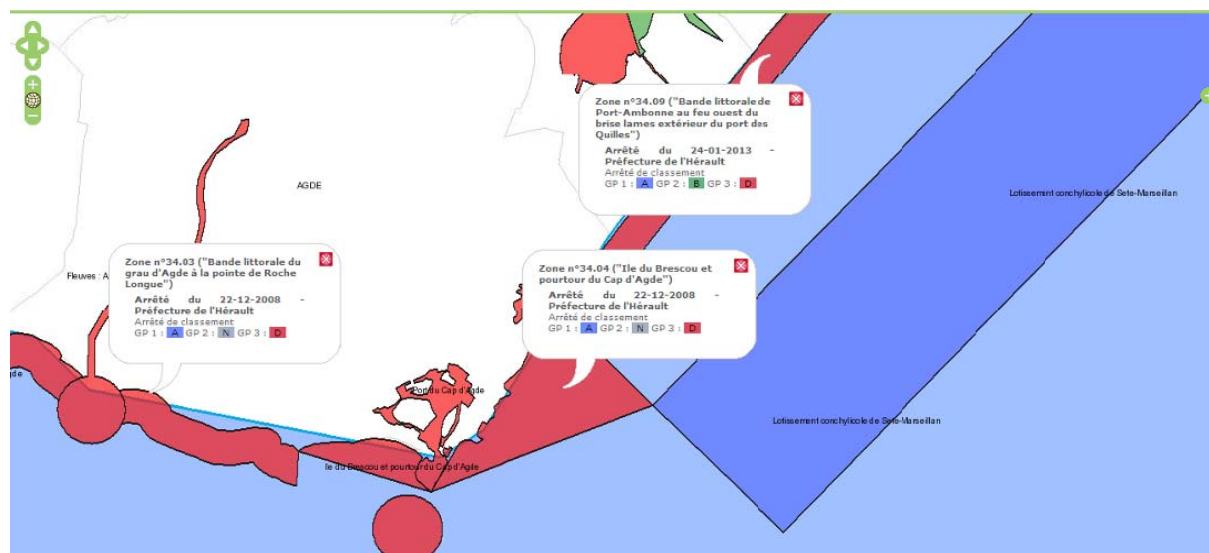 Zone n°34.09 ("Bande littorale de
Port-Ambonne au feu ouest du
brise lames extérieur du port des
Quilles")
Arrêté du 24-01-2013 -
Préfecture de l'Hérault
Arrêté de classement
GP 1 : A GP 2 : B GP 3 : D
AGDE
Lotissement conchylicole de Sete-Marseillan
Zone n°34.03 ("Bande littorale du
grau d'Agde à la pointe de Roche
Longue")
Arrêté du 22-12-2008 -
Préfecture de l'Hérault
Arrêté de classement
GP 1 : A GP 2 : N GP 3 : D
Zone n°34.04 ("Ile du Brescou et
pourtour du Cap d'Agde")
Arrêté du 22-12-2008 -
Préfecture de l'Hérault
Arrêté de classement
GP 1 : A GP 2 : N GP 3 : D
Fleuves : A
gde
Port du Cap d'Agde
Lotissement conchylicole de Sete-Marseillan
Ile du Brescou et pourtour du Cap d'Agde